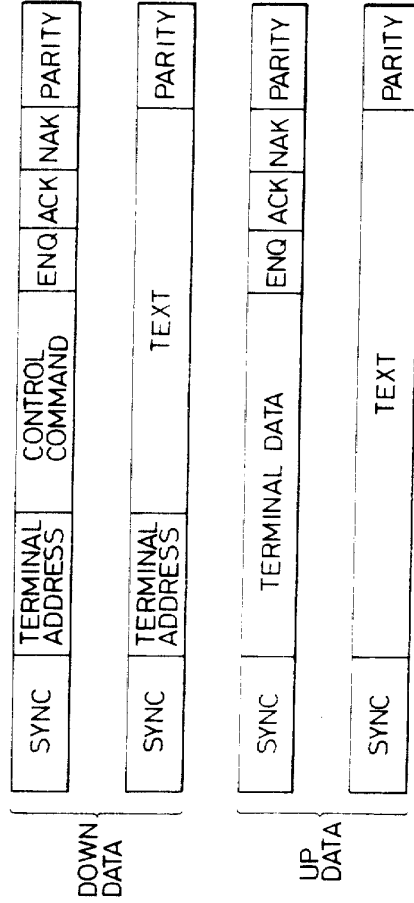 DOWN
DATA
SYNC
TERMINAL
ADDRESS
CONTROL
COMMAND
ENQ
ACK
NAK
PARITY
SYNC
TERMINAL
ADDRESS
TEXT
PARITY
UP
DATA
SYNC
TERMINAL DATA
ENQ
ACK
NAK
PARITY
SYNC
TEXT
PARITY